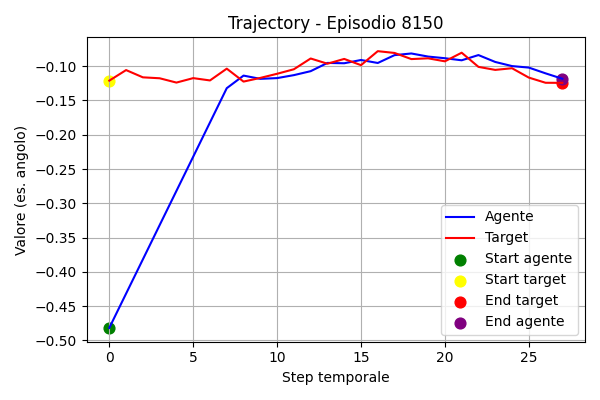 Trajectory - Episodio 8150
Valore (es. angolo)
−0.10
−0.15
−0.20
−0.25
−0.30
−0.35
−0.40
−0.45
−0.50
Agente
Target
Start agente
Start target
End target
End agente
0 5 10 15 20 25
Step temporale